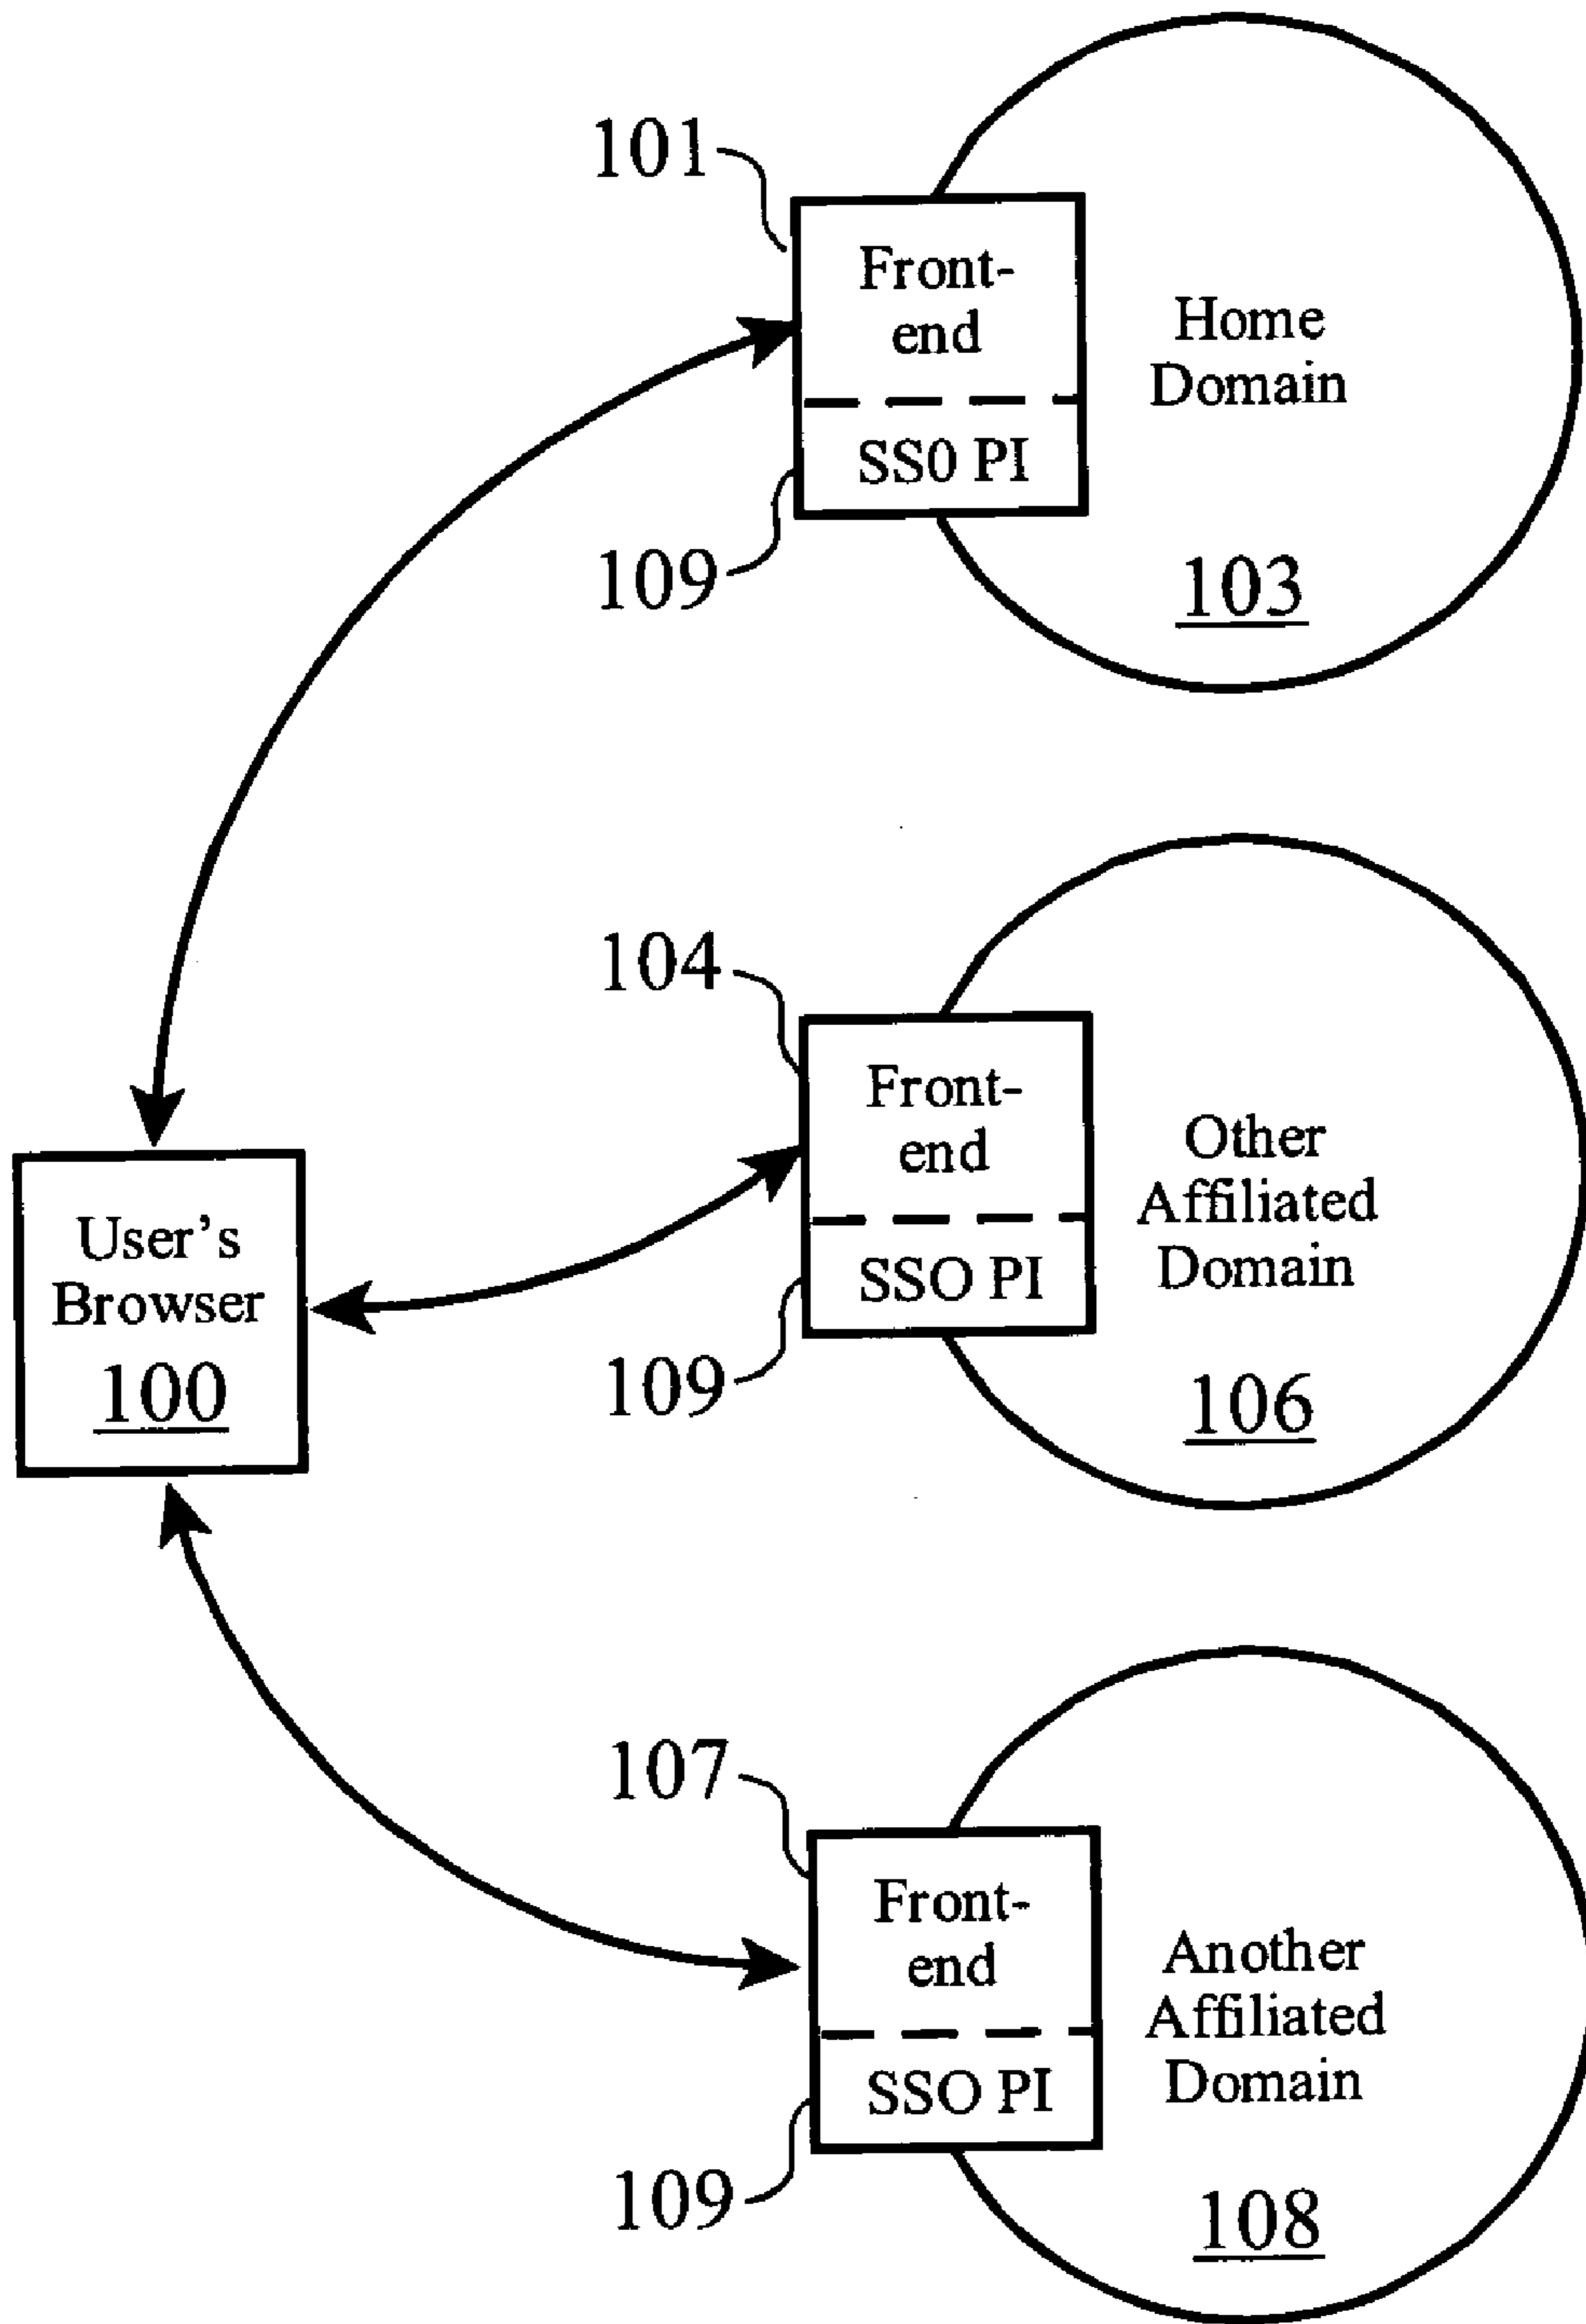 101
Front-
end
Home
Domain
SS0 PI
109
103
104
Front-
end
Other
Affiliated
Domain
SSO PI
109
106
User's
Browser
100
107
Front-
end
Another
Affiliated
Domain
SSO PI
109
108